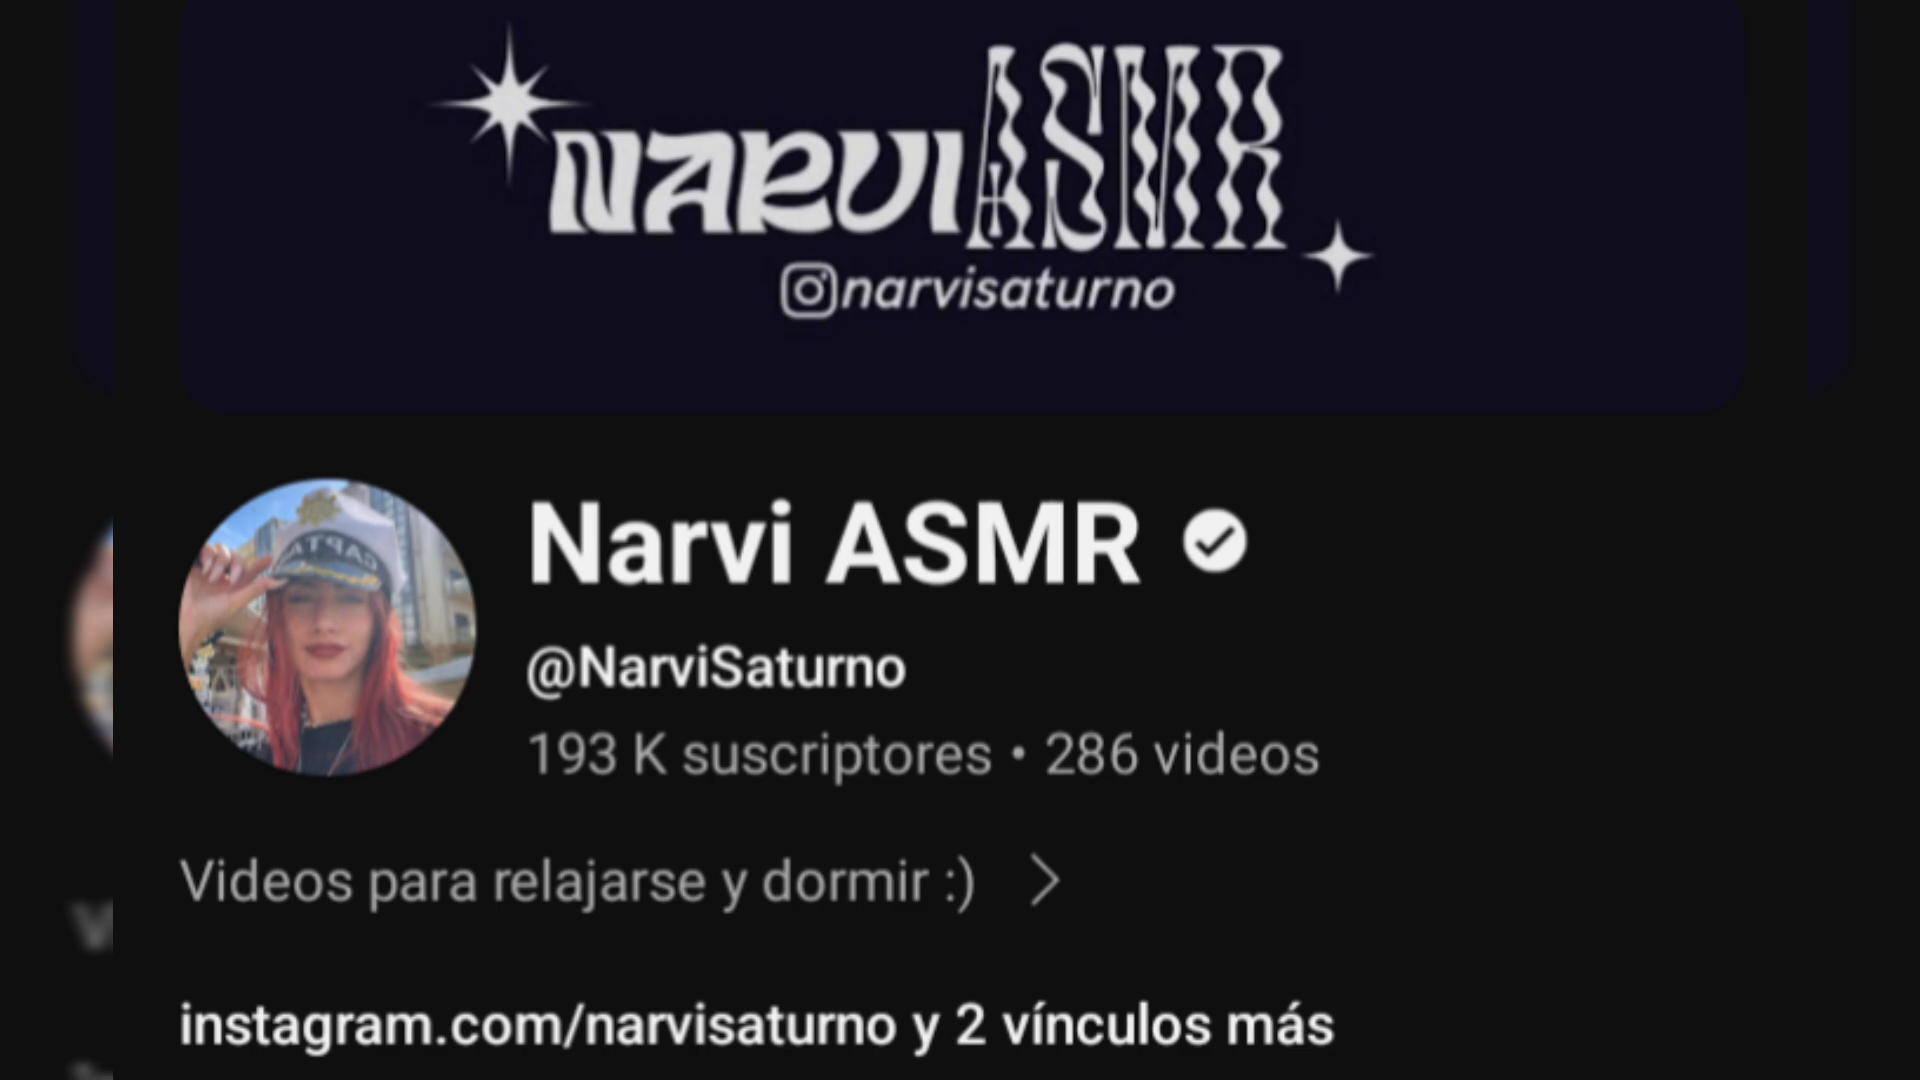 NARVI ASMR
narvisaturno
CAPTA
Narvi ASMR
@NarviSaturno
193 K suscriptores • 286 videos
Videos para relajarse y dormir :)
instagram.com/narvisaturno y 2 vínculos más